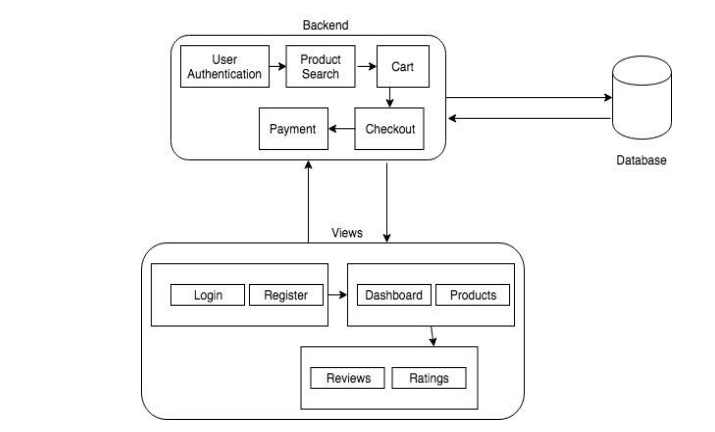 Backend
User
Authentication
Product
Search
Cart
Payment
Checkout
Database
Views
Login
Register
Dashboard
Products
Reviews
Ratings